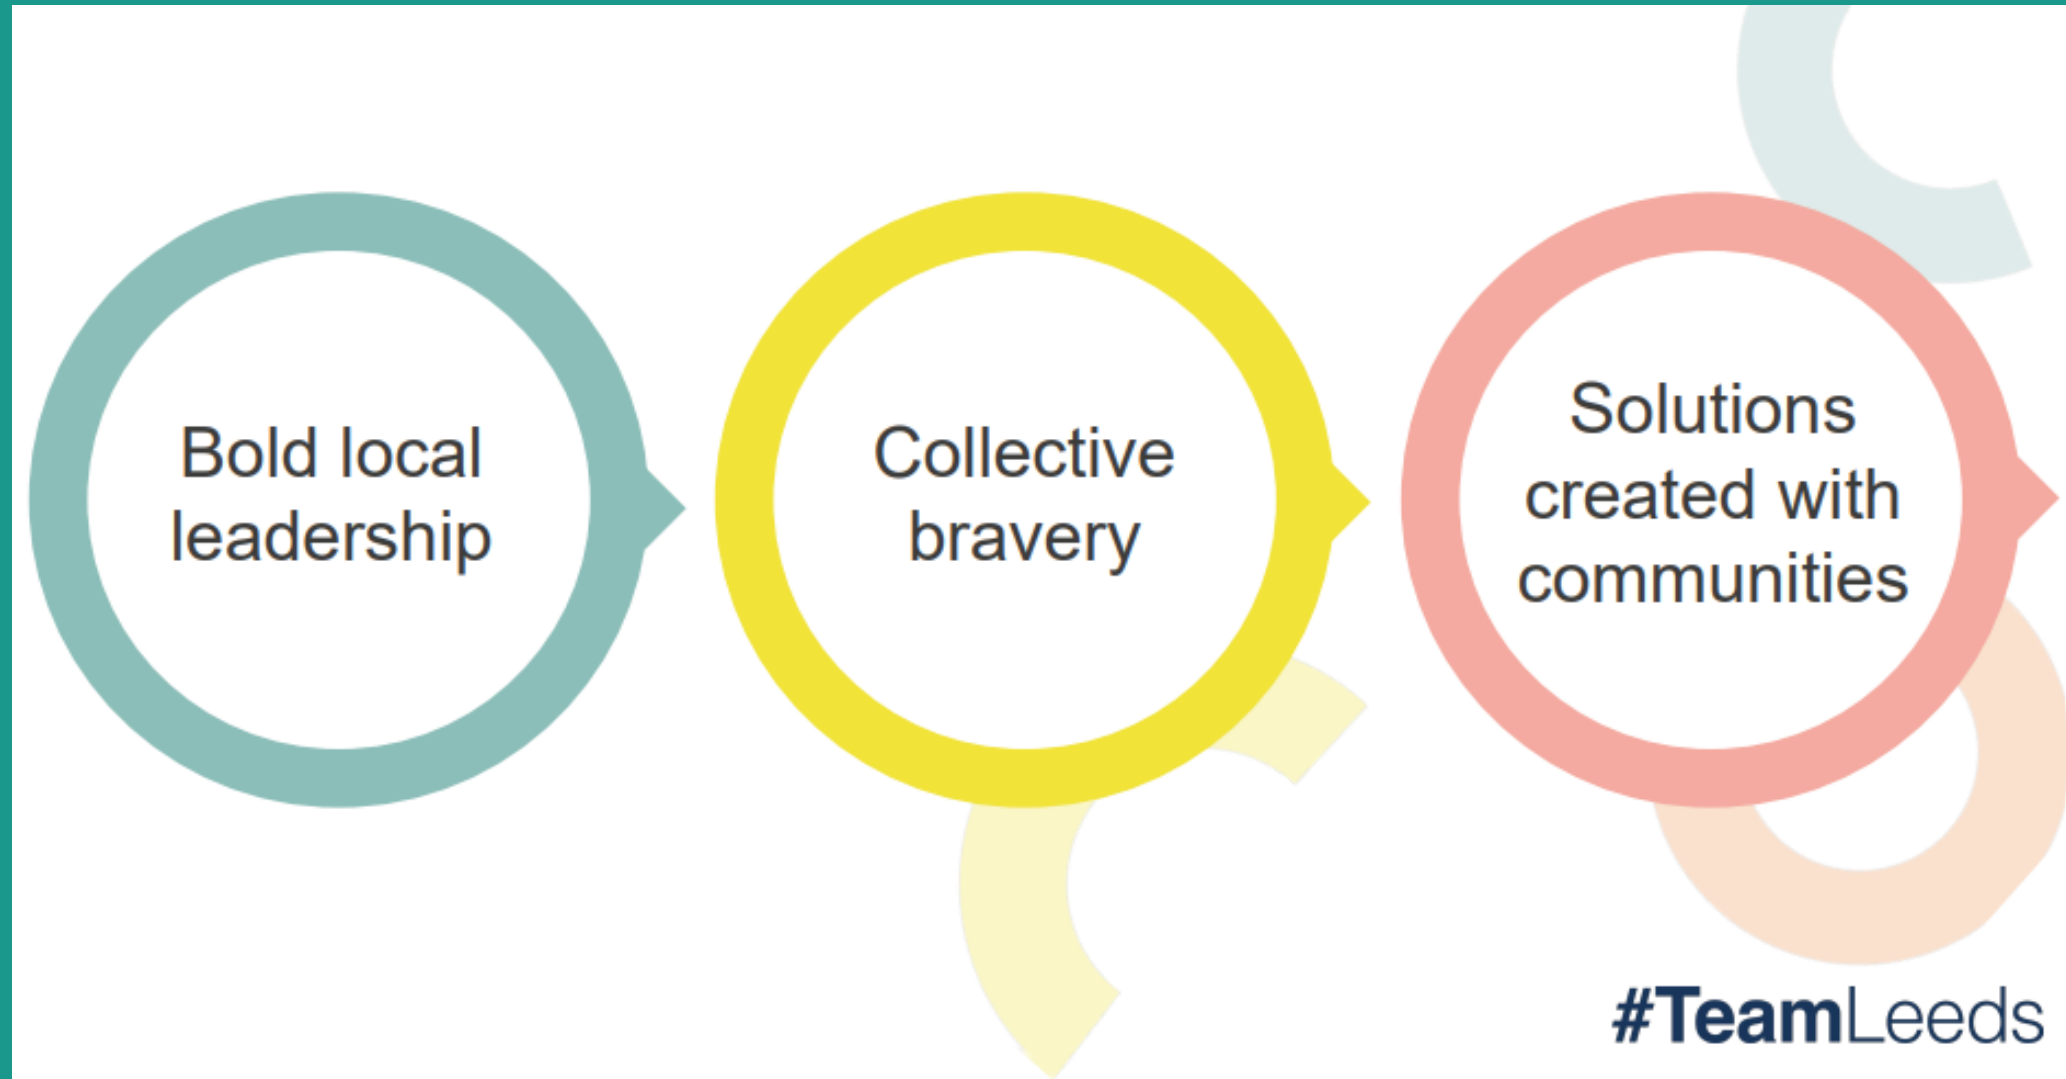 Bold local
leadership
Collective
bravery
Solutions
created with
communities
#TeamLeeds